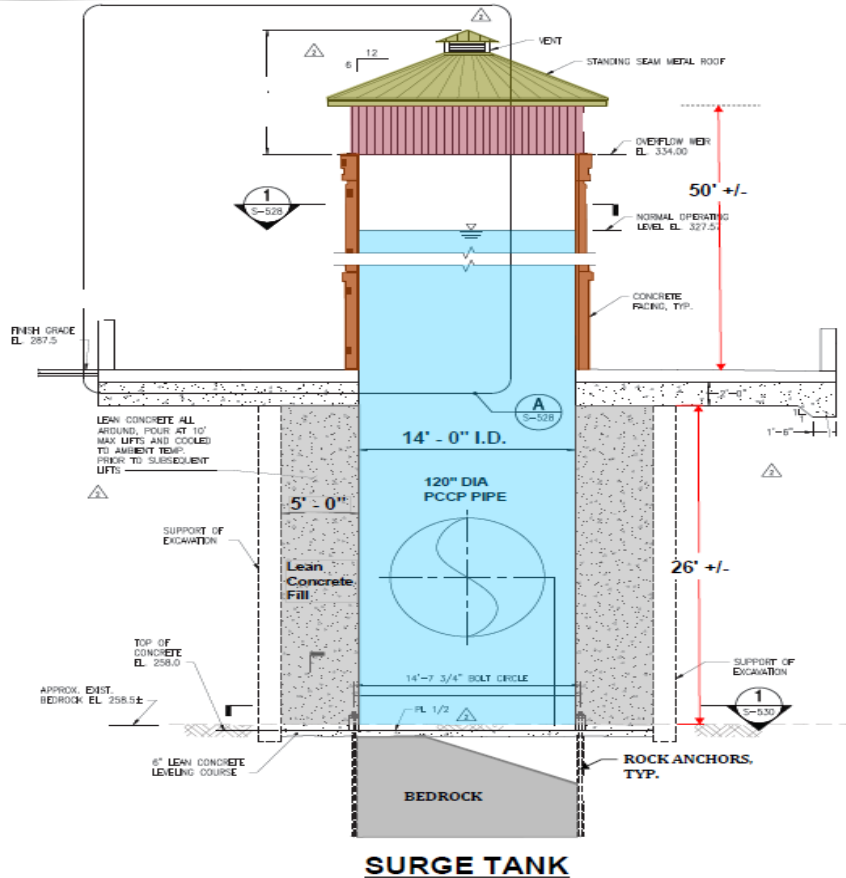 2
2
12
6
VENT
STANDING SEAM METAL ROOF
OVERFLOW WEIR
EL. 334.00
50' +/-
1
S-528
NORMAL OPERATING
LEVEL EL. 327.57
CONCRETE
FACING, TYP.
FINISH GRADE
EL. 287.5
A
S-528
2'-0"
1'-6"
LEAN CONCRETE ALL
AROUND, POUR AT 10'
MAX LIFTS AND COOLED
TO AMBIENT TEMP.
PRIOR TO SUBSEQUENT
LIFTS
2
2
14' - 0" I.D.
120" DIA
PCCP PIPE
5' - 0"
SUPPORT OF
EXCAVATION
Lean
Concrete
Fill
26' +/-
TOP OF
CONCRETE
EL. 258.0
14'-7 3/4" BOLT CIRCLE
SUPPORT OF
EXCAVATION
APPROX. EXIST.
BEDROCK EL 258.5±
PL 1/2
2
1
S-530
6" LEAN CONCRETE
LEVELING COURSE
ROCK ANCHORS,
TYP.
BEDROCK
SURGE TANK